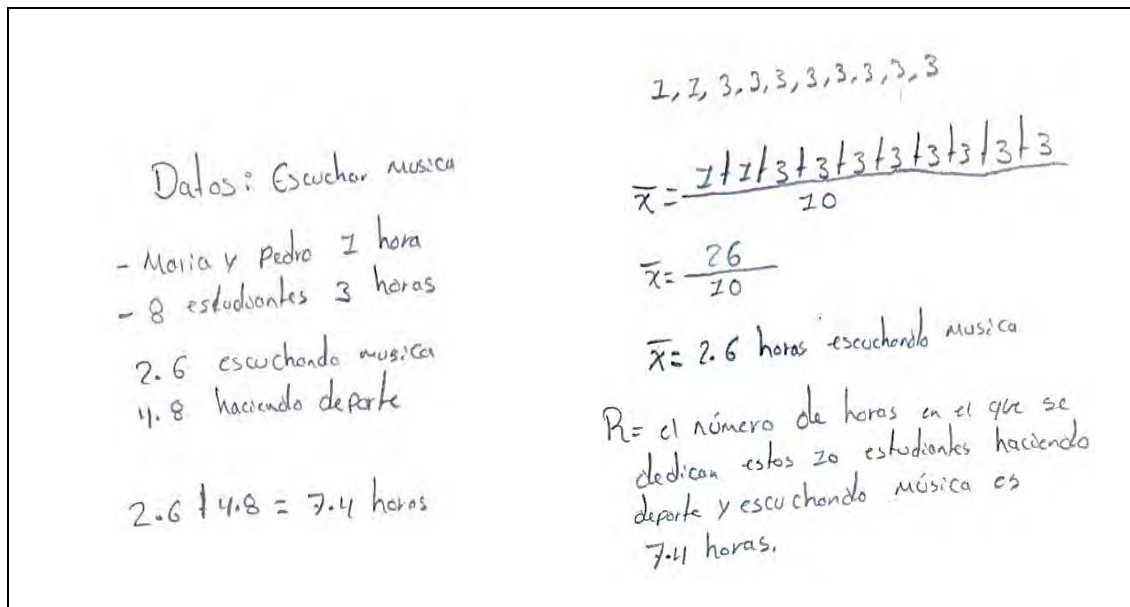 Datos: Escuchar musica
- Maria y Pedro 1 hora
- 8 estudiantes 3 horas
2.6 escuchando musica
4.8 haciendo deporte
2.6 + 4.8 = 7.4 horas
1, 1, 3, 3, 3, 3, 3, 3, 3, 3
x̄ = 1+1+3+3+3+3+3+3+3+3
10
x̄ = 26
10
x̄ = 2.6 horas escuchando musica
R= el número de horas en el que se
dedican estos 10 estudiantes haciendo
deporte y escuchando música es
7.4 horas.